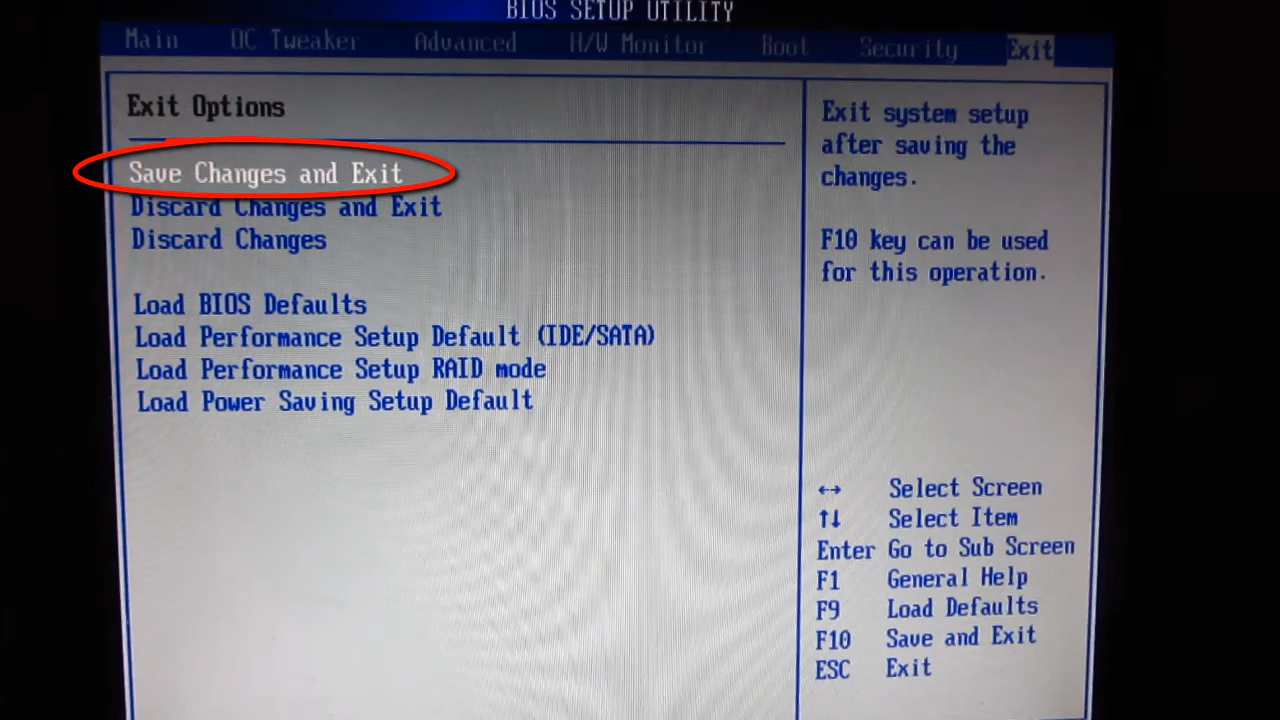 BIOS SETUP UTILITY
Main OC Tweaker Advanced H/W Monitor Boot Security Exit
Exit Options
Save Changes and Exit
Discard Changes and Exit
Discard Changes
Load BIOS Defaults
Load Performance Setup Default (IDE/SATA)
Load Performance Setup RAID mode
Load Power Saving Setup Default
Exit system setup
after saving the
changes.
F10 key can be used
for this operation.
↔ Select Screen
↑↓ Select Item
Enter Go to Sub Screen
F1 General Help
F9 Load Defaults
F10 Save and Exit
ESC Exit